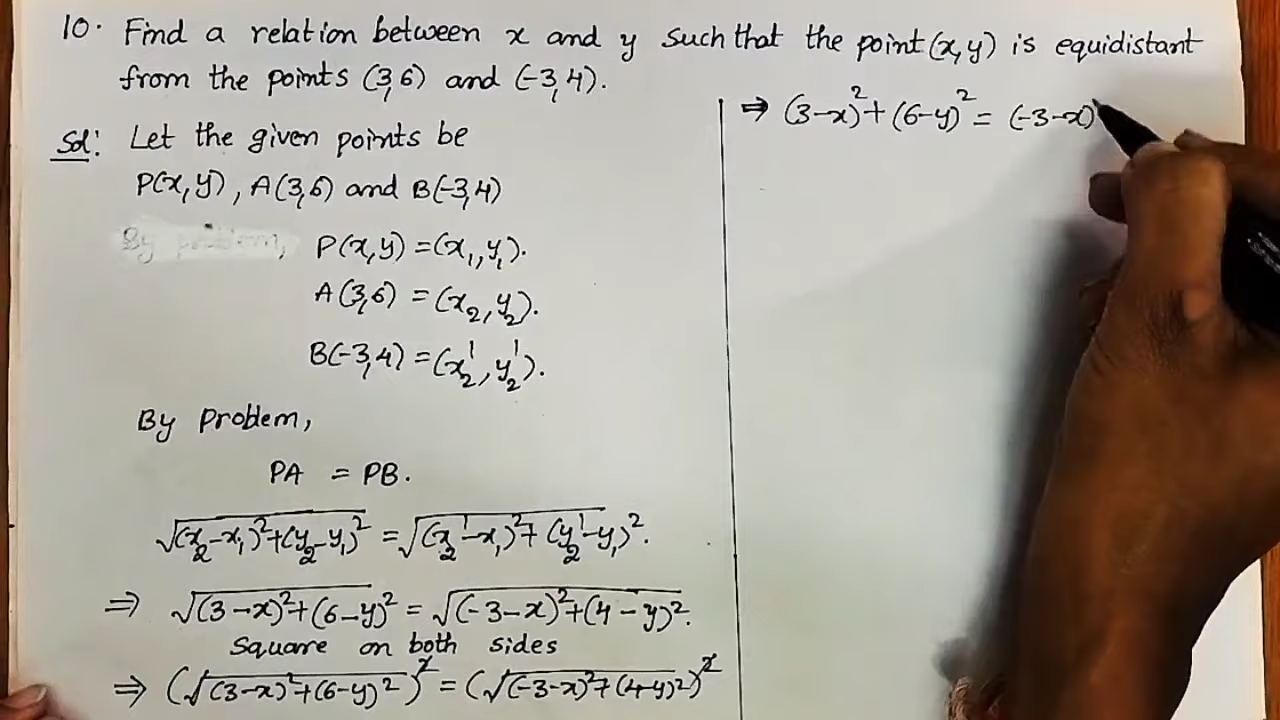 10. Find a relation between x and y such that the point (x, y) is equidistant
from the points (3,6) and (-3,4).
Sol: Let the given points be
P(x, y), A(3,6) and B(-3,4)
By problem, P(x, y) = (x₁, y₁).
A(3,6) = (x₂, y₂).
B(-3,4) = (x₂', y₂').
By problem,
PA = PB.
√(x₂-x₁)²+(y₂-y₁)² = √(x₂'-x₁)²+(y₂'-y₁)².
⇒ √(3-x)²+(6-y)² = √(-3-x)²+(4-y)².
Square on both sides
⇒ (√(3-x)²+(6-y)²)² = (√(-3-x)²+(4-y)²)²
⇒ (3-x)²+(6-y)² = (-3-x)